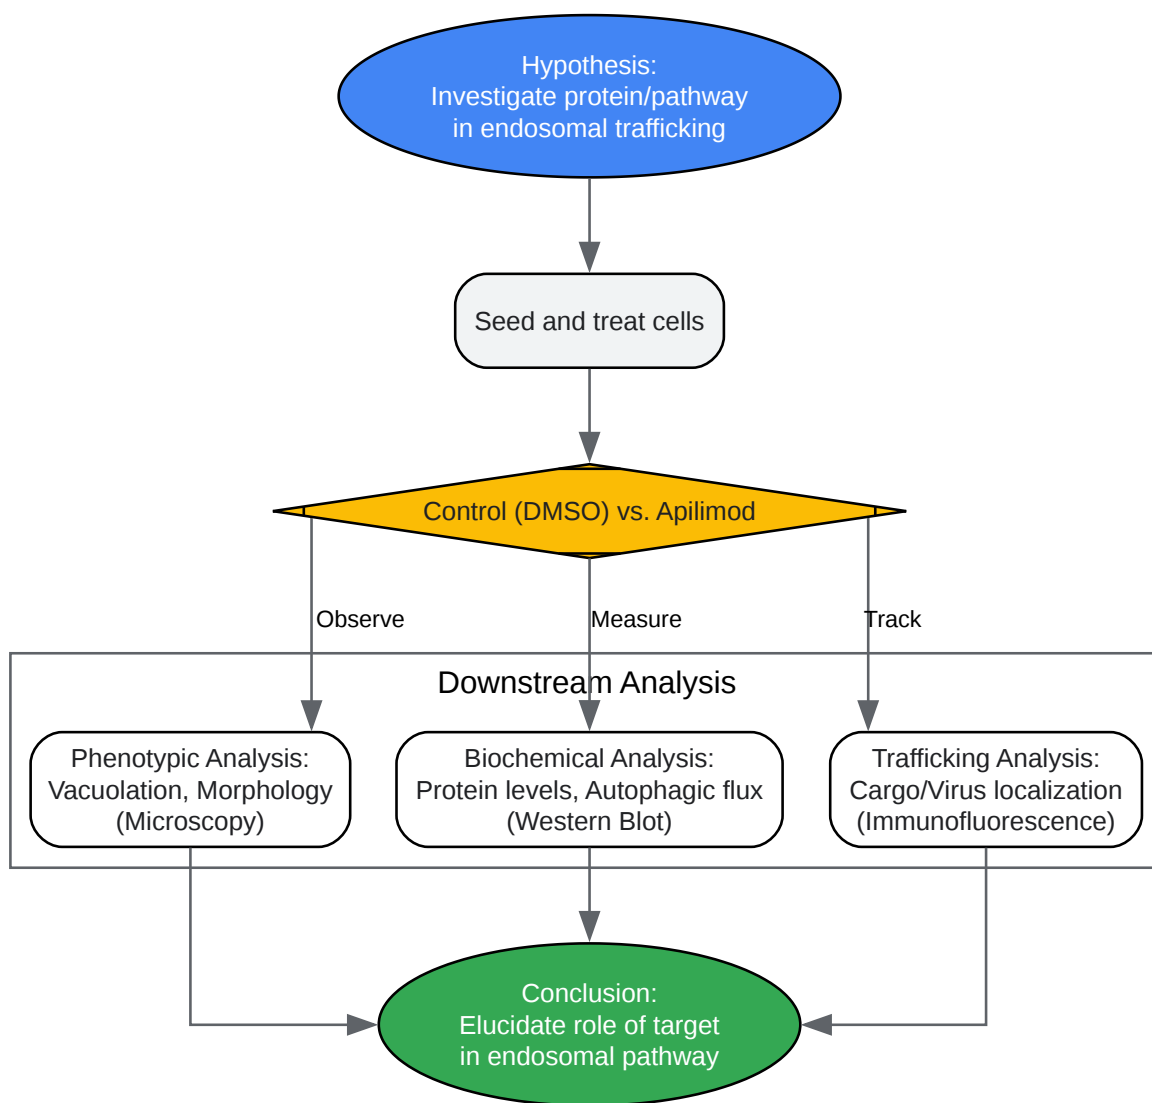 Hypothesis:
Investigate protein/pathway
in endosomal trafficking
Seed and treat cells
Control (DMSO) vs. Apilimod
Observe
Measure
Track
Downstream Analysis
Phenotypic Analysis:
Vacuolation, Morphology
(Microscopy)
Biochemical Analysis:
Protein levels, Autophagic flux
(Western Blot)
Trafficking Analysis:
Cargo/Virus localization
(Immunofluorescence)
Conclusion:
Elucidate role of target
in endosomal pathway